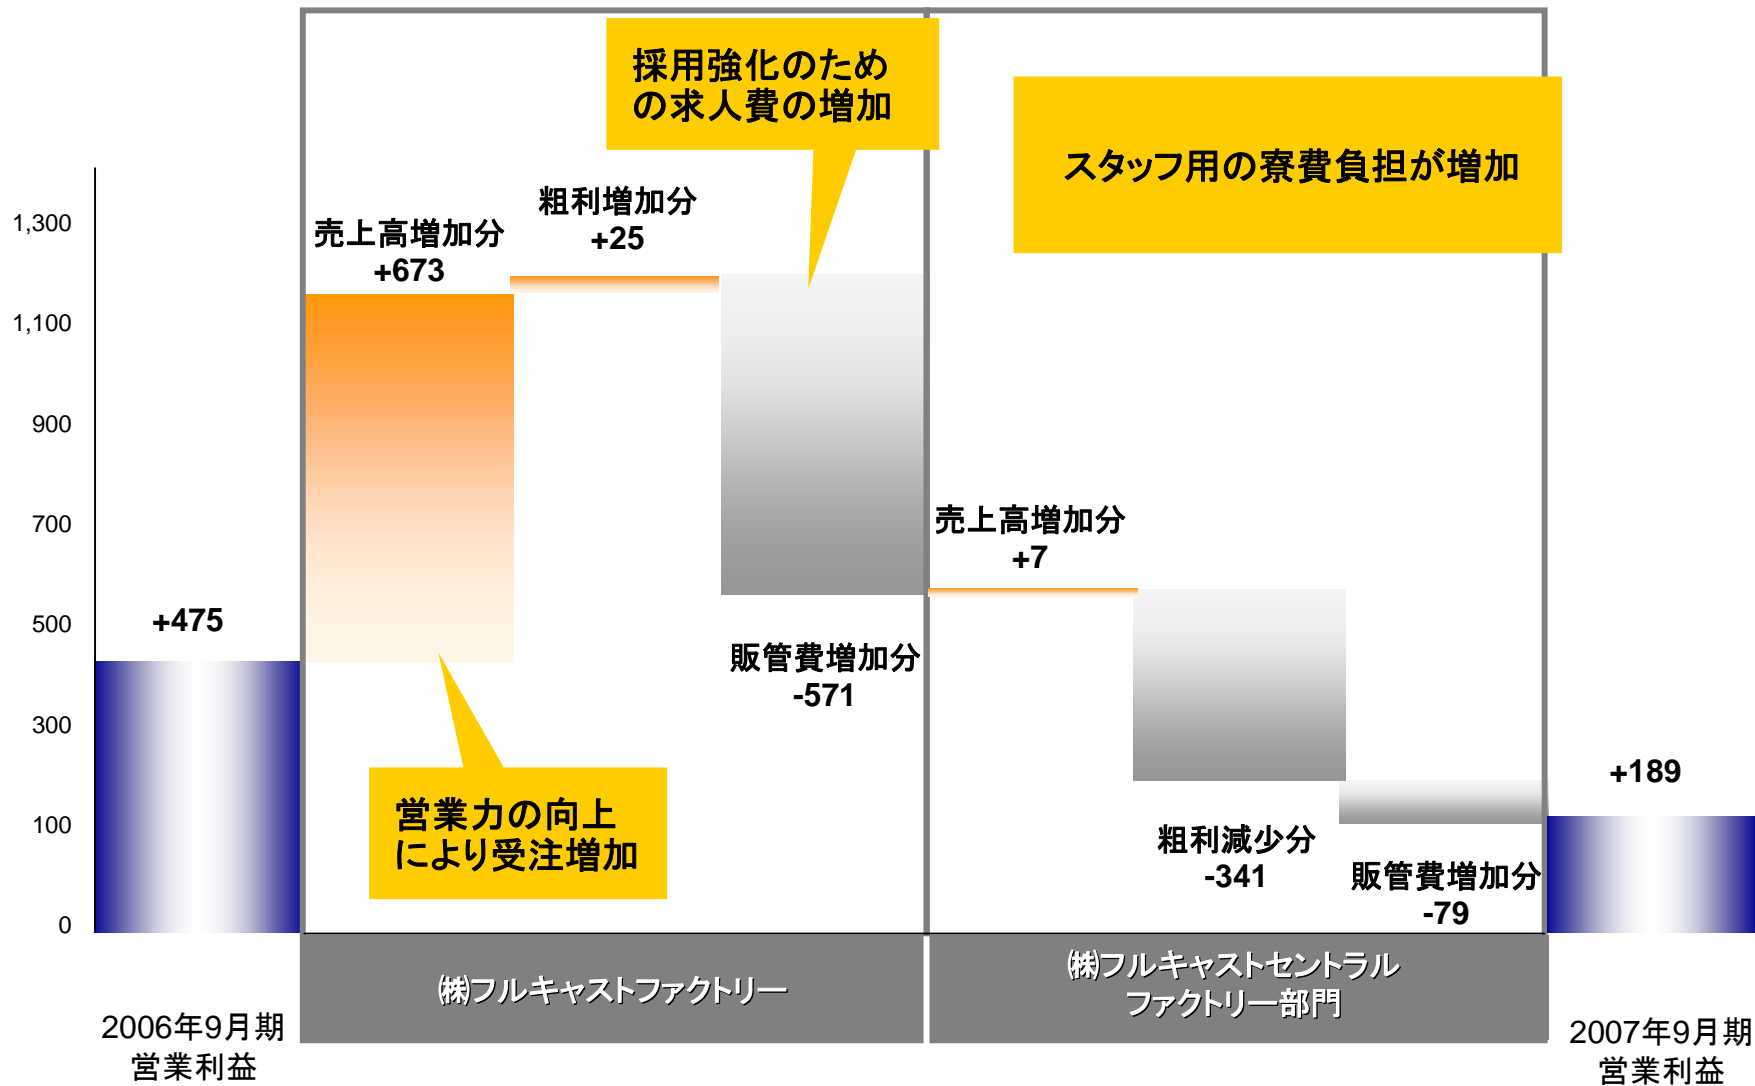 採用強化のため
の求人費の増加
スタッフ用の寮費負担が増加
1,300
1,100
900
700
500
300
100
0
+475
売上高増加分
+673
粗利増加分
+25
販管費増加分
-571
営業力の向上
により受注増加
売上高増加分
+7
粗利減少分
-341
販管費増加分
-79
+189
㈱フルキャストファクトリー
㈱フルキャストセントラル
ファクトリー部門
2006年9月期
営業利益
2007年9月期
営業利益